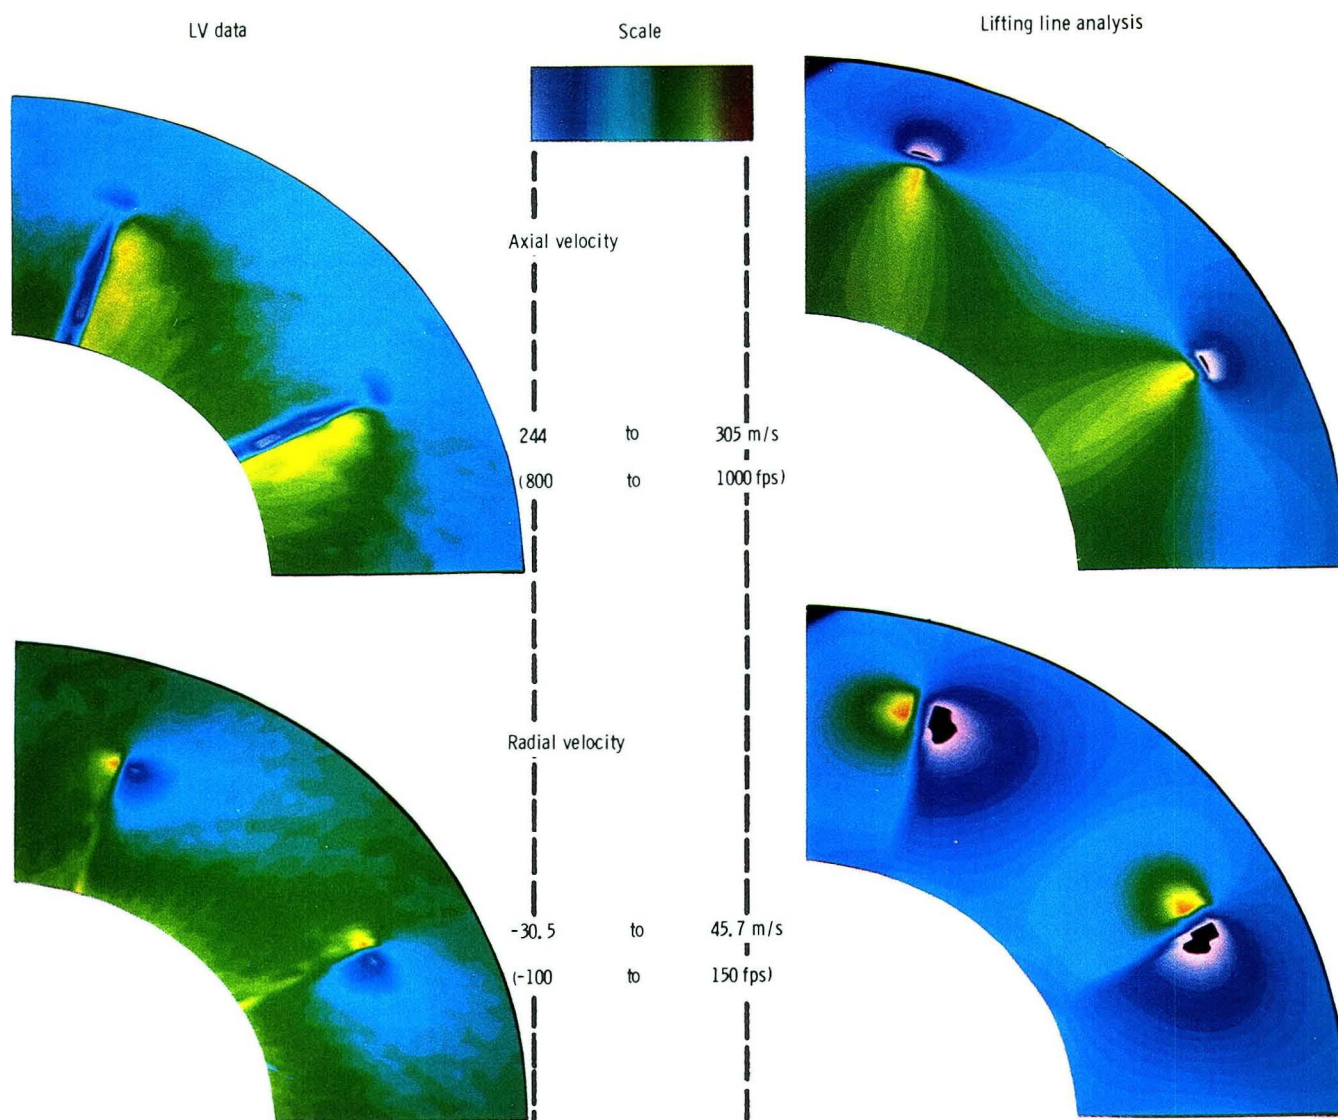 LV data
Scale
Lifting line analysis
Axial velocity
244 to 305 m/s
(800 to 1000 fps)
Radial velocity
-30.5 to 45.7 m/s
(-100 to 150 fps)